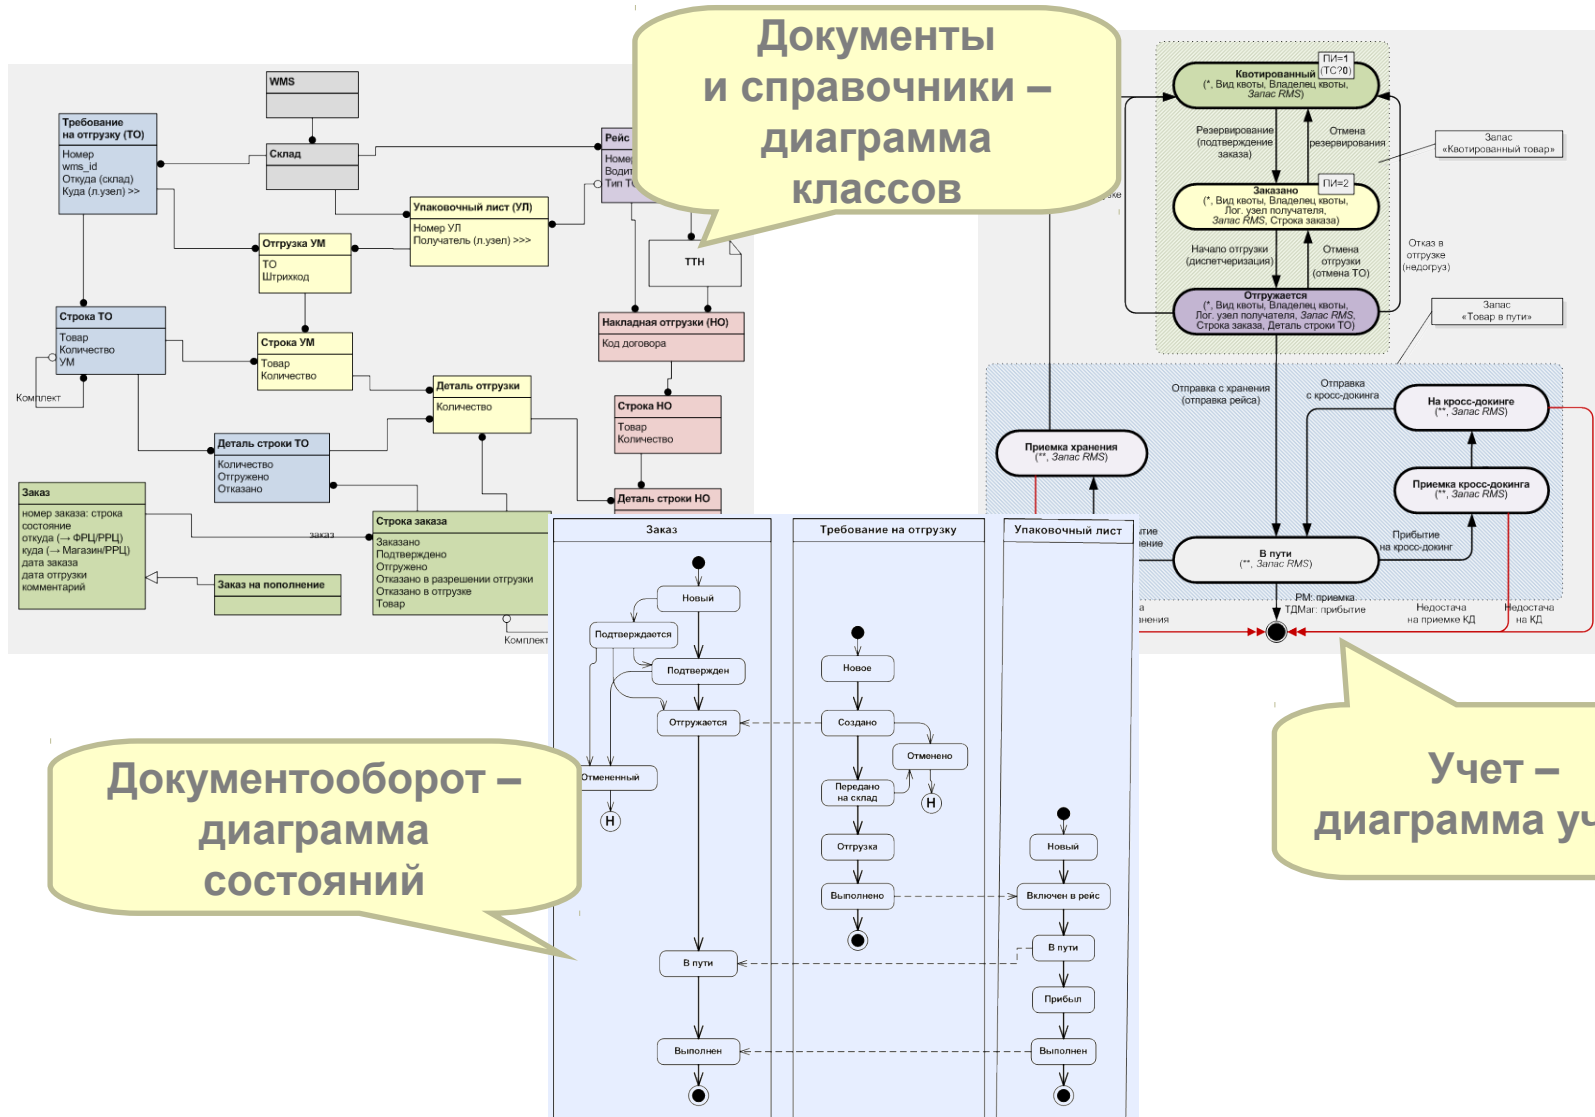 Документы
и справочники –
диаграмма
классов
WMS
Требование
на отгрузку (ТО)
Номер
wms_id
Откуда (склад)
Куда (л.узел) >>
Склад
Рейс
Тип
Упаковочный лист (УЛ)
Номер УЛ
Получатель (л.узел) >>>
Отгрузка УМ
ТО
Штрихкод
ТТН
Строка ТО
Товар
Количество
УМ
Комплект
Строка УМ
Товар
Количество
Накладная отгрузки (НО)
Код договора
Деталь отгрузки
Количество
Строка НО
Товар
Количество
Деталь строки ТО
Количество
Отгружено
Отказано
Деталь строки НО
Заказ
номер заказа: строка
состояние
откуда (→ ФРЦ/РРЦ)
куда (→ Магазин/РРЦ)
дата заказа
дата отгрузки
комментарий
заказ
Заказ на пополнение
Строка заказа
Заказано
Подтверждено
Отгружено
Отказано в разрешении отгрузки
Отказано в отгрузке
Товар
Комплект
ПИ=1
(ТС?0)
Квотированный
(*, Вид квоты, Владелец квоты,
Запас RMS)
Резервирование
(подтверждение
заказа)
Отмена
резервирования
Запас
«Квотированный товар»
ПИ=2
Заказано
(*, Вид квоты, Владелец квоты,
Лог. узел получателя,
Запас RMS, Строка заказа)
Начало отгрузки
(диспетчеризация)
Отмена
отгрузки
(отмена ТО)
Отказ в
отгрузке
(недогруз)
Отгружается
(*, Вид квоты, Владелец квоты,
Лог. узел получателя, Запас RMS,
Строка заказа, Деталь строки ТО)
Запас
«Товар в пути»
Отправка с хранения
(отправка рейса)
Отправка
с кросс-докинга
На кросс-докинге
(**, Запас RMS)
Приемка хранения
(**, Запас RMS)
Приемка кросс-докинга
(**, Запас RMS)
Прибытие
на кросс-докинг
В пути
(**, Запас RMS)
РМ: приемка
ТДМаг: прибытие
Недостача
на приемке КД
Недостача
на КД
Заказ
Новый
Подтверждается
Подтвержден
Отгружается
Отмененный
Н
В пути
Выполнен
Требование на отгрузку
Новое
Создано
Отменено
Передано
на склад
Н
Отгрузка
Выполнено
Упаковочный лист
Новый
Включен в рейс
В пути
Прибыл
Выполнен
Документооборот –
диаграмма
состояний
Учет –
диаграмма